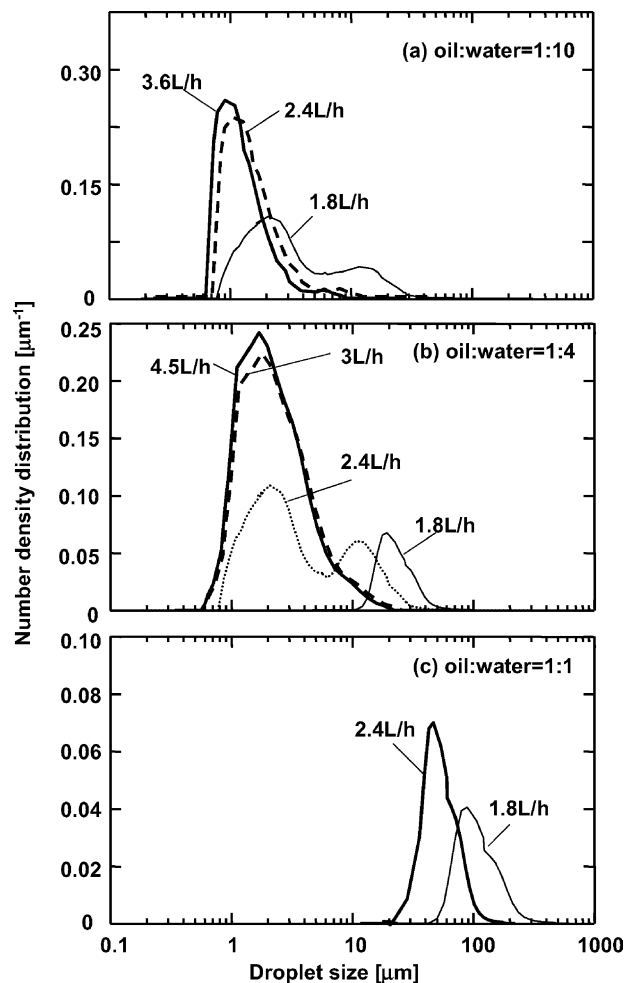 (a) oil:water=1:10
0.30
3.6L/h
2.4L/h
0.15
1.8L/h
0
0.25
(b) oil:water=1:4
4.5L/h
3L/h
0.20
0.15
2.4L/h
0.10
1.8L/h
0.05
0
0.10
(c) oil:water=1:1
0.08
2.4L/h
0.06
1.8L/h
0.04
0.02
0
0.1 1 10 100 1000
Droplet size [μm]
Number density distribution [μm⁻¹]